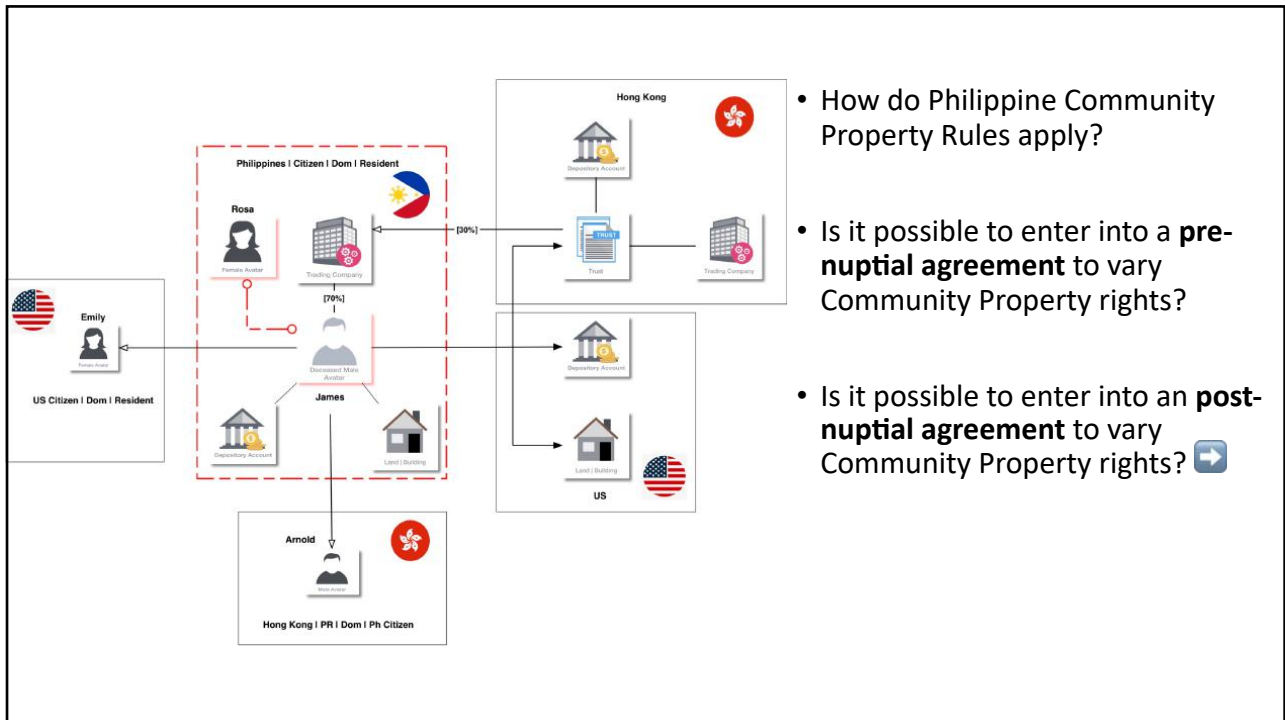 Hong Kong
Depository Account
Philippines I Citizen I Dom I Resident
Rosa
Female Avatar
Trading Company
[30%]
TRUST
Trust
Trading Company
[70%]
Emily
Female Avatar
US Citizen I Dom I Resident
Deceased Male
Avatar
James
Depository Account
Depository Account
Land | Building
Land | Building
US
Arnold
Male Avatar
Hong Kong I PR I Dom I Ph Citizen
• How do Philippine Community
Property Rules apply?
• Is it possible to enter into a pre-
nuptial agreement to vary
Community Property rights?
• Is it possible to enter into an post-
nuptial agreement to vary
Community Property rights? ➡